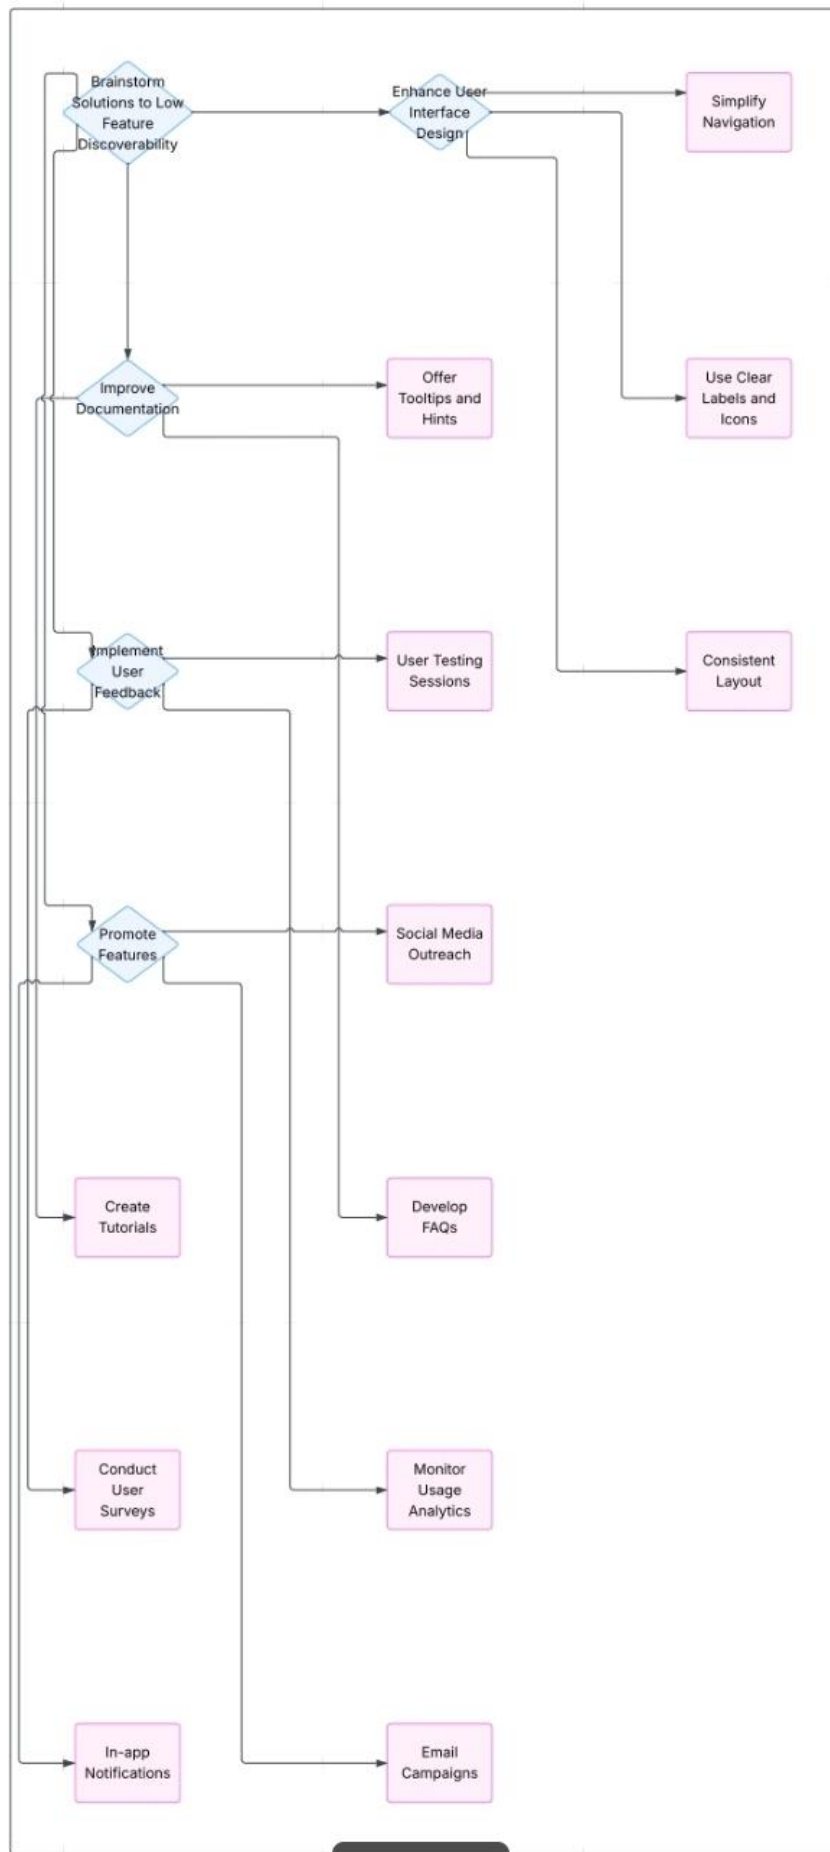 Brainstorm
Solutions to Low
Feature
Discoverability
Enhance User
Interface
Design
Simplify
Navigation
Improve
Documentation
Offer
Tooltips and
Hints
Use Clear
Labels and
Icons
Implement
User
Feedback
User Testing
Sessions
Consistent
Layout
Promote
Features
Social Media
Outreach
Create
Tutorials
Develop
FAQs
Conduct
User
Surveys
Monitor
Usage
Analytics
In-app
Notifications
Email
Campaigns